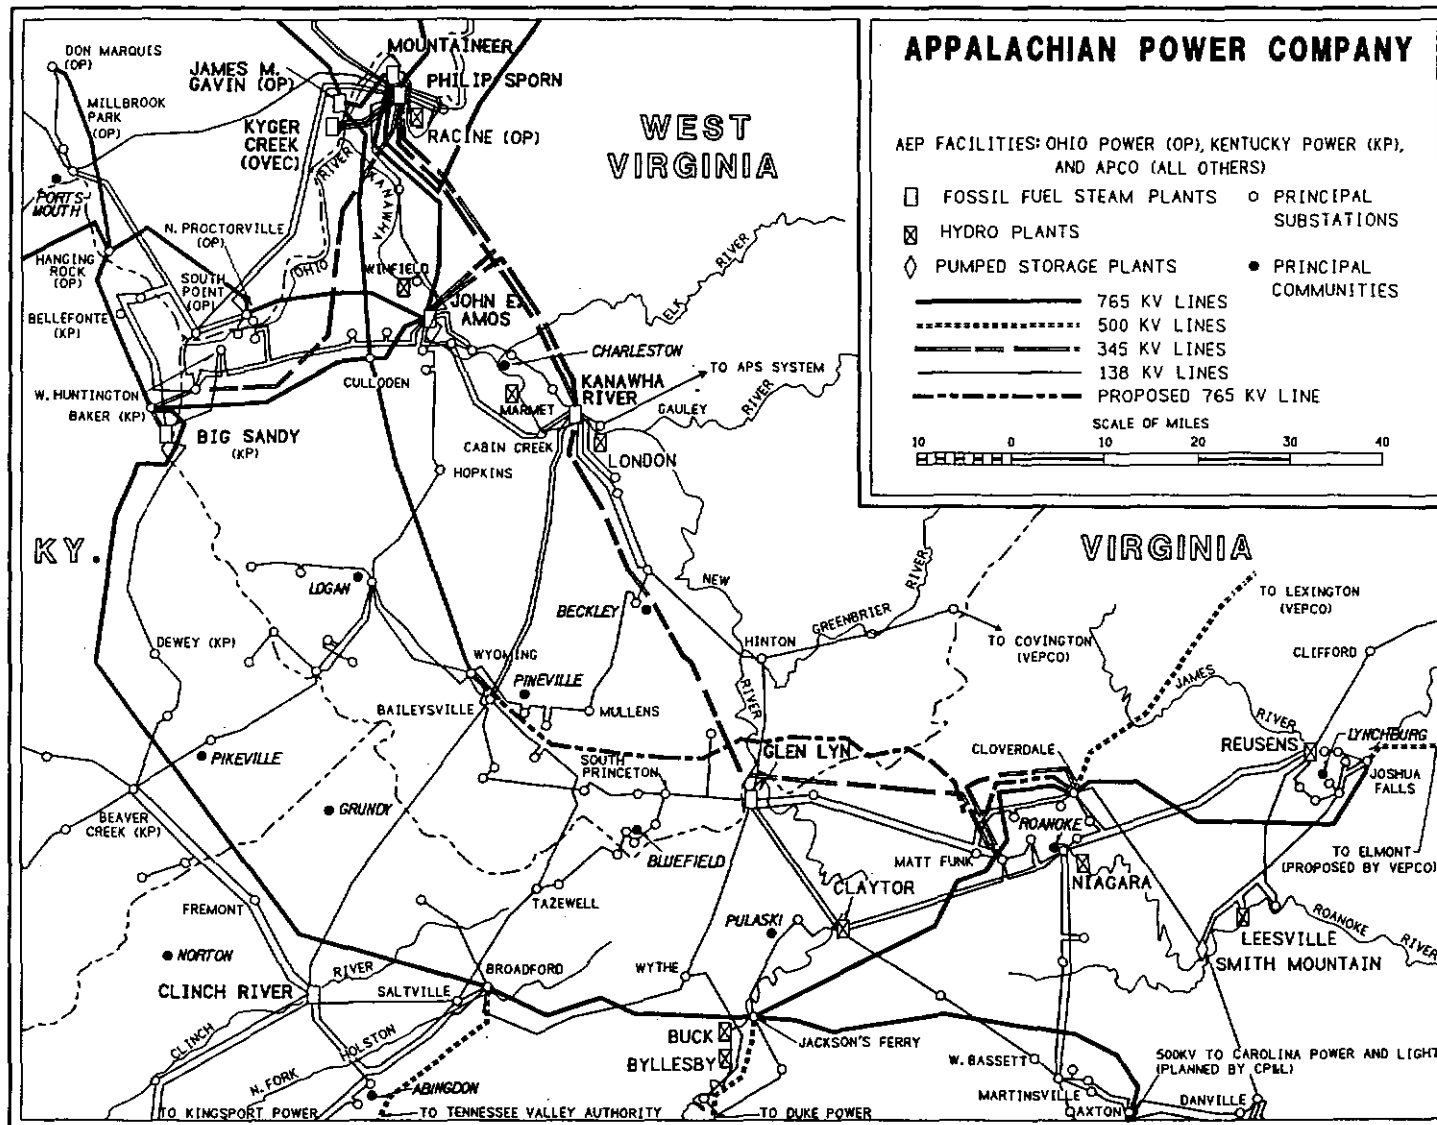 APPALACHIAN POWER COMPANY
AEP FACILITIES: OHIO POWER (OP), KENTUCKY POWER (KP),
AND APCO (ALL OTHERS)
FOSSIL FUEL STEAM PLANTS
PRINCIPAL
SUBSTATIONS
HYDRO PLANTS
PUMPED STORAGE PLANTS
PRINCIPAL
COMMUNITIES
765 KV LINES
500 KV LINES
345 KV LINES
138 KV LINES
PROPOSED 765 KV LINE
SCALE OF MILES
10 0 10 20 30 40
DON MARQUIS
(OP)
MOUNTAINEER
JAMES M.
GAVIN (OP)
PHILIP SPORN
MILLBROOK
PARK
(OP)
KYGER
CREEK
(OVEC)
RACINE (OP)
WEST
VIRGINIA
RIVER
KANAWHA
PORTS-
MOUTH
N. PROCTORVILLE
(OP)
HANGING
ROCK (OP)
SOUTH
POINT
(OP)
OHIO
WINFIELD
JOHN E.
AMOS
ELK
RIVER
BELLEFONTE
(KP)
CHARLESTON
CULLODEN
KANAWHA
RIVER
TO APS SYSTEM
W. HUNTINGTON
BAKER (KP)
MARMET
GAULEY
RIVER
BIG SANDY
(KP)
CABIN CREEK
LONDON
HOPKINS
KY.
VIRGINIA
LOGAN
NEW
RIVER
BECKLEY
GREENBRIER
RIVER
TO LEXINGTON
(VEPCO)
DEWEY (KP)
HINTON
TO COVINGTON
(VEPCO)
CLIFFORD
WYOMING
PINEVILLE
JAMES
RIVER
BAILEYSVILLE
MULLENS
PIKEVILLE
GLEN LYN
CLOVERDALE
REUSENS
LYNCHBURG
SOUTH
PRINCETON
JOSHUA
FALLS
GRUNDY
BEAVER
CREEK (KP)
ROANOKE
BLUEFIELD
MATT FUNK
TO ELMONT
(PROPOSED BY VEPCO)
CLAYTOR
NIAGARA
TAZEWELL
FREMONT
PULASKI
ROANOKE
RIVER
LEESVILLE
NORTON
SMITH MOUNTAIN
RIVER
BROADFORD
WYTHE
CLINCH RIVER
SALTVILLE
CLINCH
HOLSTON
BUCK
JACKSON'S FERRY
BYLLESBY
W. BASSETT
500KV TO CAROLINA POWER AND LIGHT
(PLANNED BY CP&L)
N. FORK
ABINGDON
MARTINSVILLE
DANVILLE
TO KINGSPORT POWER
TO TENNESSEE VALLEY AUTHORITY
TO DUKE POWER
AXTON